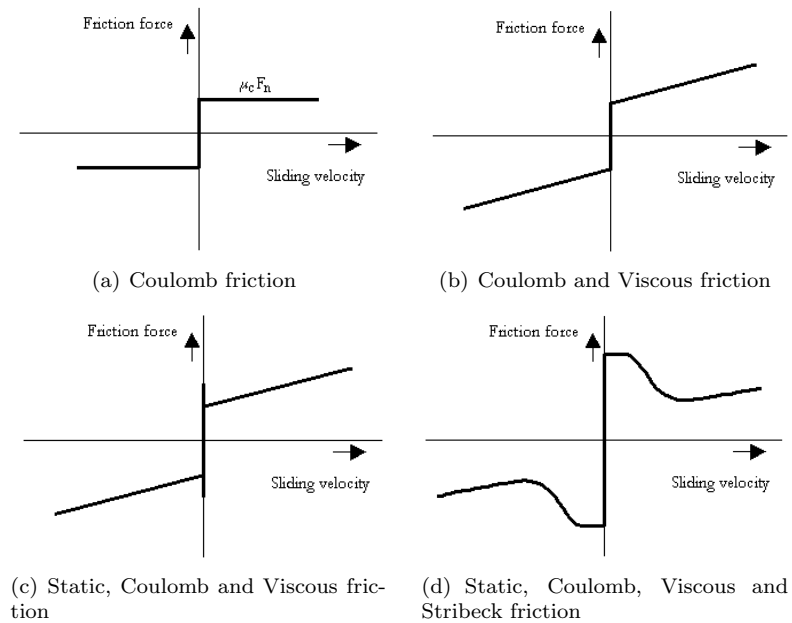 Friction force
μcFn
Sliding velocity
(a) Coulomb friction
Friction force
Sliding velocity
(b) Coulomb and Viscous friction
Friction force
Sliding velocity
(c) Static, Coulomb and Viscous fric-
tion
Friction force
Sliding velocity
(d) Static, Coulomb, Viscous and
Stribeck friction